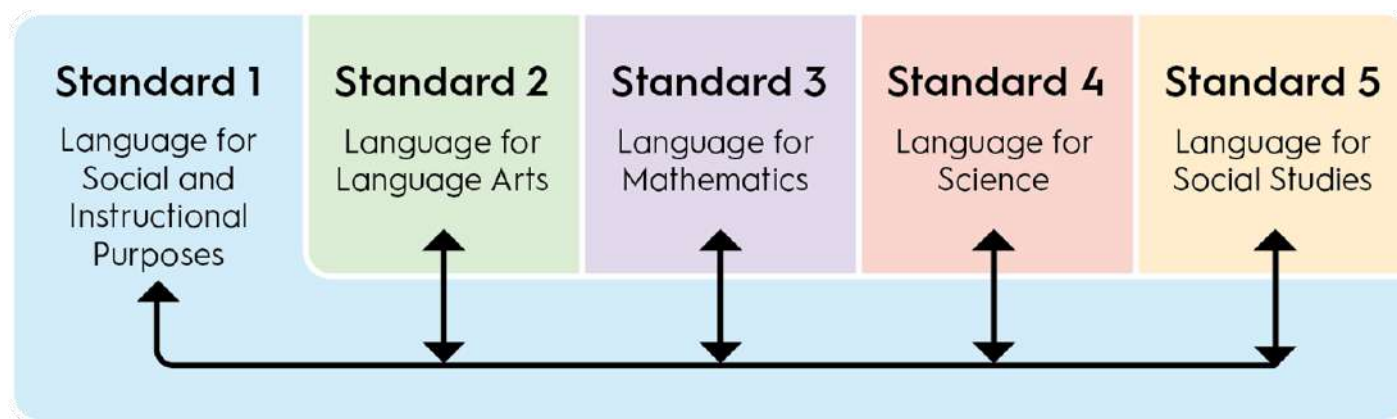 Standard 1
Language for
Social and
Instructional
Purposes
Standard 2
Language for
Language Arts
Standard 3
Language for
Mathematics
Standard 4
Language for
Science
Standard 5
Language for
Social Studies